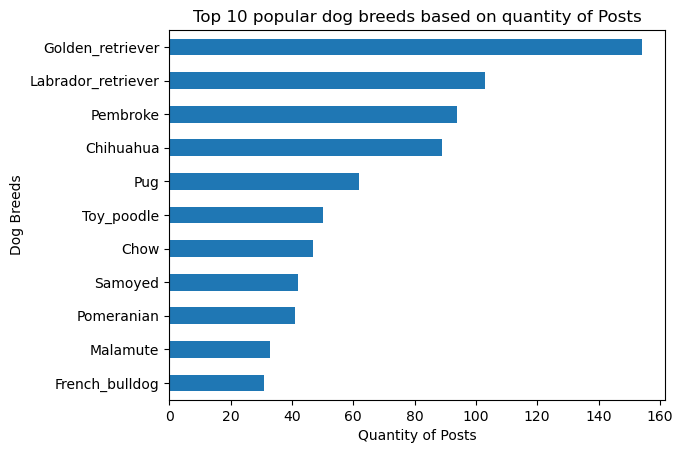 Top 10 popular dog breeds based on quantity of Posts
Golden_retriever
Labrador_retriever
Pembroke
Chihuahua
Pug
Toy_poodle
Chow
Samoyed
Pomeranian
Malamute
French_bulldog
Dog Breeds
0 20 40 60 80 100 120 140 160
Quantity of Posts